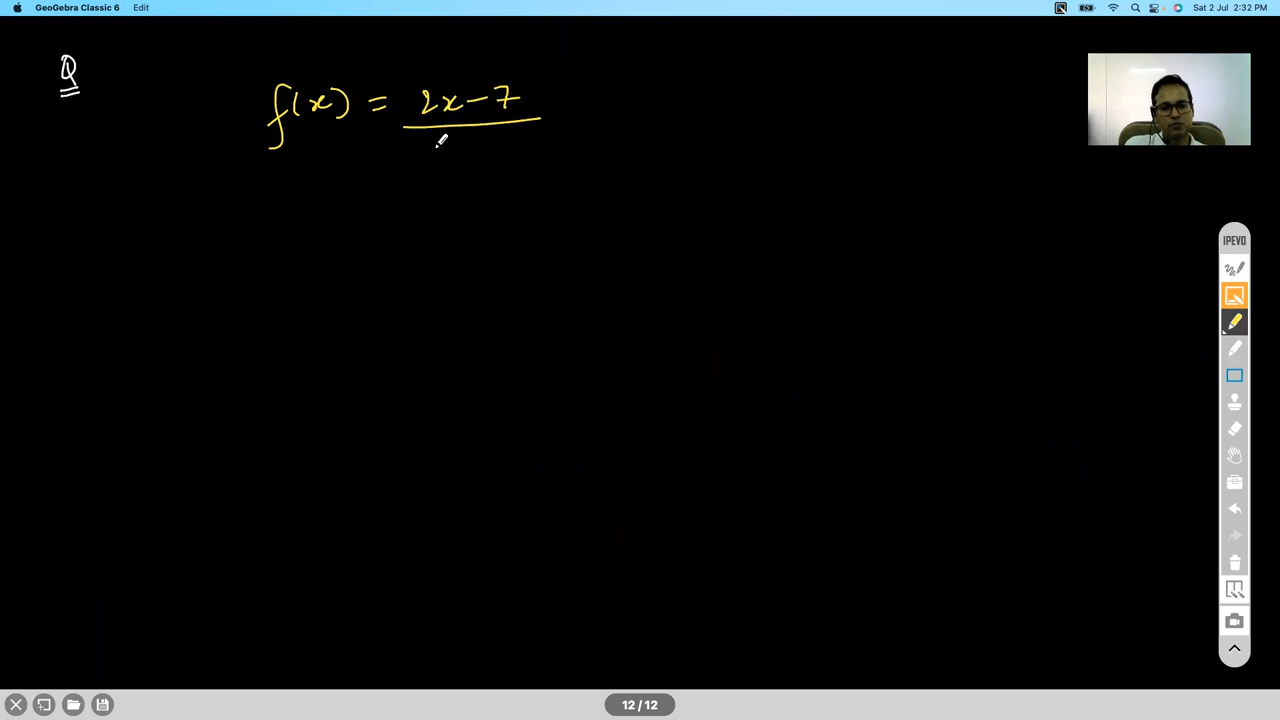 GeoGebra Classic 6 Edit Sat 2 Jul 2:32 PM
Q
f(x) = 2x-7
IPEVO
12 / 12